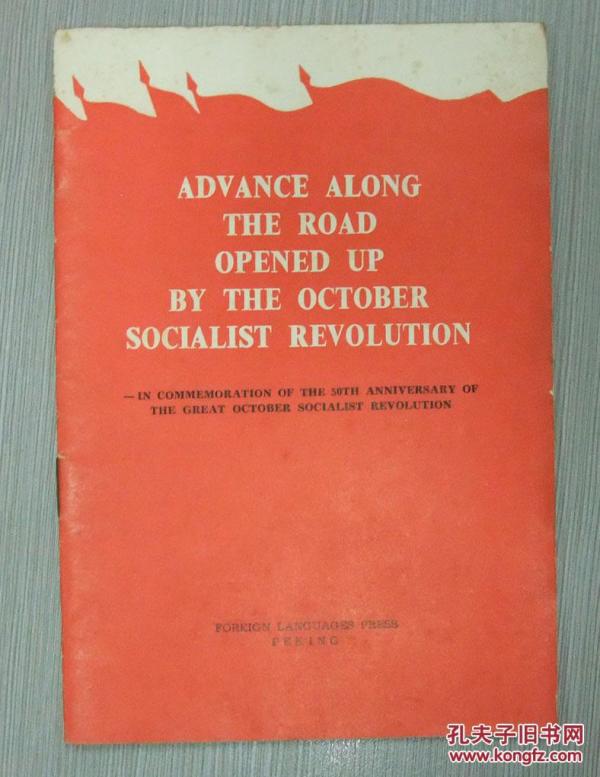 ADVANCE ALONG
THE ROAD
OPENED UP
BY THE OCTOBER
SOCIALIST REVOLUTION
—IN COMMEMORATION OF THE 50TH ANNIVERSARY OF
THE GREAT OCTOBER SOCIALIST REVOLUTION
FOREIGN LANGUAGES PRESS
PEKING
孔夫子旧书网
www.kongfz.com